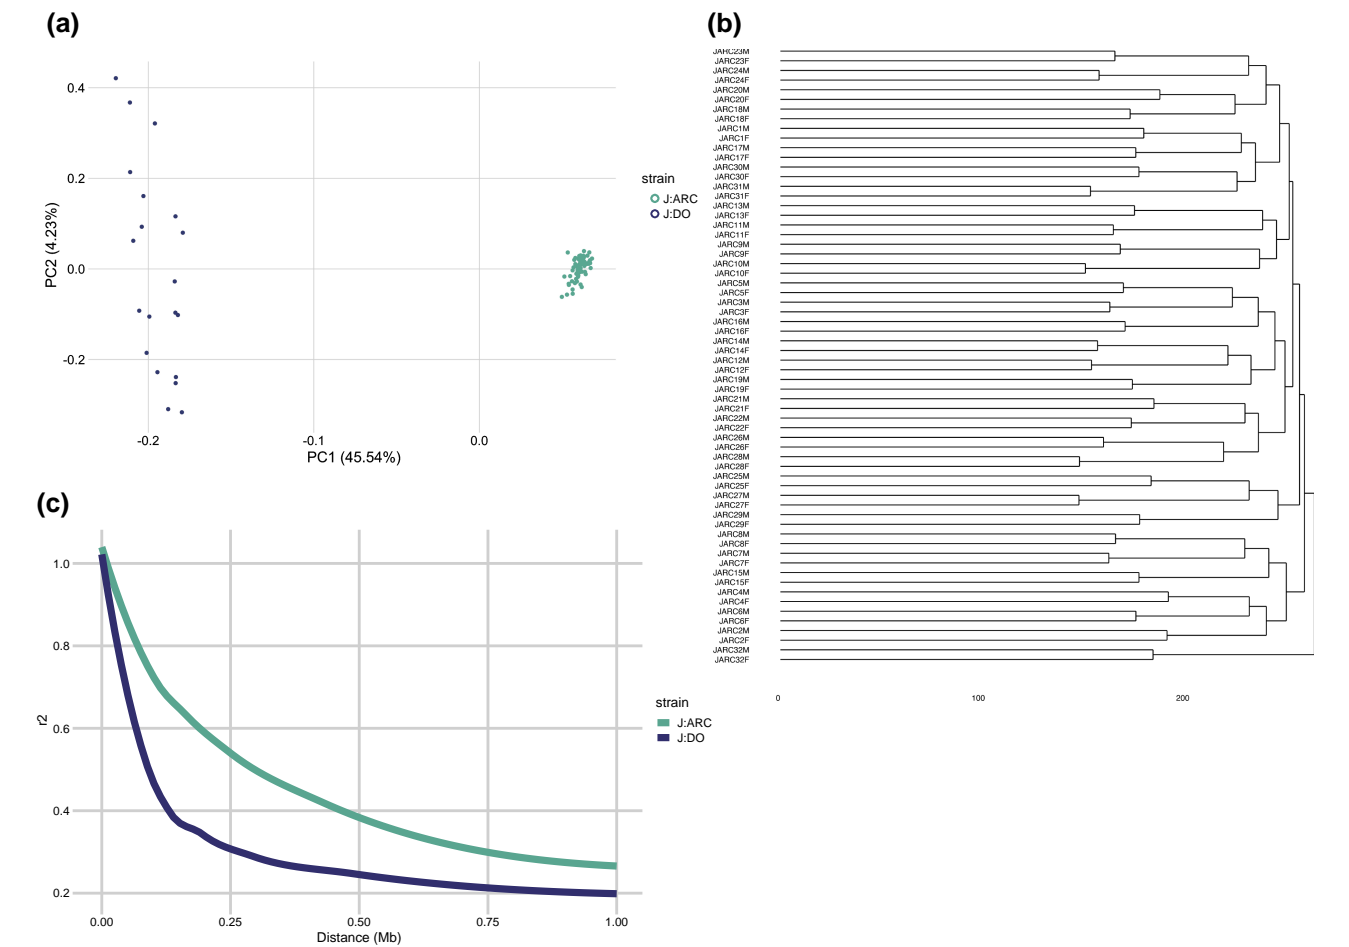 (a)
0.4
0.2
0.0
-0.2
PC2 (4.23%)
-0.2
-0.1
0.0
PC1 (45.54%)
strain
J:ARC
J:DO
(b)
JARC23M
JARC23F
JARC24M
JARC24F
JARC20M
JARC20F
JARC18M
JARC18F
JARC1M
JARC1F
JARC17M
JARC17F
JARC30M
JARC30F
JARC31M
JARC31F
JARC13M
JARC13F
JARC11M
JARC11F
JARC9M
JARC9F
JARC10M
JARC10F
JARC5M
JARC5F
JARC3M
JARC3F
JARC16M
JARC16F
JARC14M
JARC14F
JARC12M
JARC12F
JARC19M
JARC19F
JARC21M
JARC21F
JARC22M
JARC22F
JARC26M
JARC26F
JARC28M
JARC28F
JARC25M
JARC25F
JARC27M
JARC27F
JARC29M
JARC29F
JARC8M
JARC8F
JARC7M
JARC7F
JARC15M
JARC15F
JARC4M
JARC4F
JARC6M
JARC6F
JARC2M
JARC2F
JARC32M
JARC32F
0
100
200
(c)
1.0
0.8
0.6
0.4
0.2
r2
0.00
0.25
0.50
0.75
1.00
Distance (Mb)
strain
J:ARC
J:DO